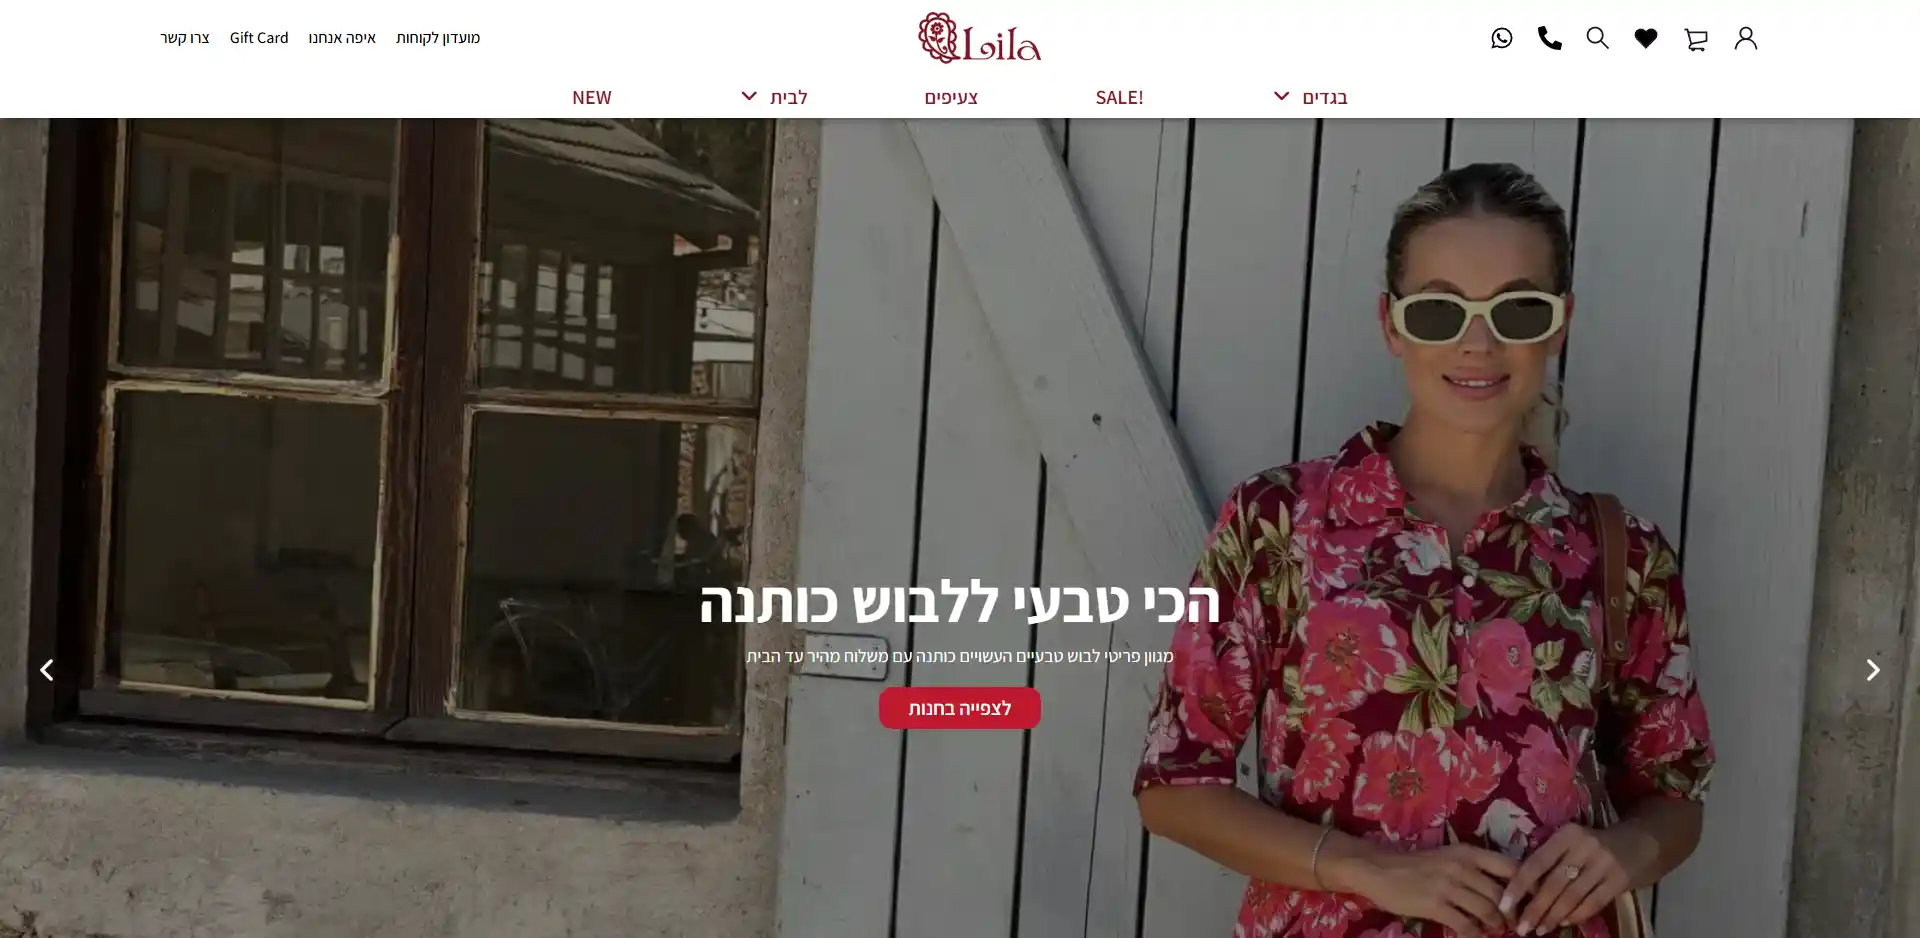 מועדון לקוחות
איפה אנחנו
Gift Card
צרו קשר
Lila
בגדים
SALE!
צעיפים
לבית
NEW
הכי טבעי ללבוש כותנה
מגוון פריטי לבוש טבעיים העשויים כותנה עם משלוח מהיר עד הבית
לצפייה בחנות